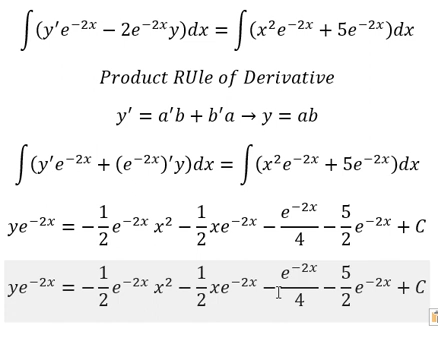 ∫(y′e⁻²ˣ − 2e⁻²ˣy)dx = ∫(x²e⁻²ˣ + 5e⁻²ˣ)dx
Product RUle of Derivative
y′ = a′b + b′a → y = ab
∫(y′e⁻²ˣ + (e⁻²ˣ)′y)dx = ∫(x²e⁻²ˣ + 5e⁻²ˣ)dx
ye⁻²ˣ = −1/2 e⁻²ˣ x² − 1/2 xe⁻²ˣ − e⁻²ˣ/4 − 5/2 e⁻²ˣ + C
ye⁻²ˣ = −1/2 e⁻²ˣ x² − 1/2 xe⁻²ˣ − e⁻²ˣ/4 − 5/2 e⁻²ˣ + C